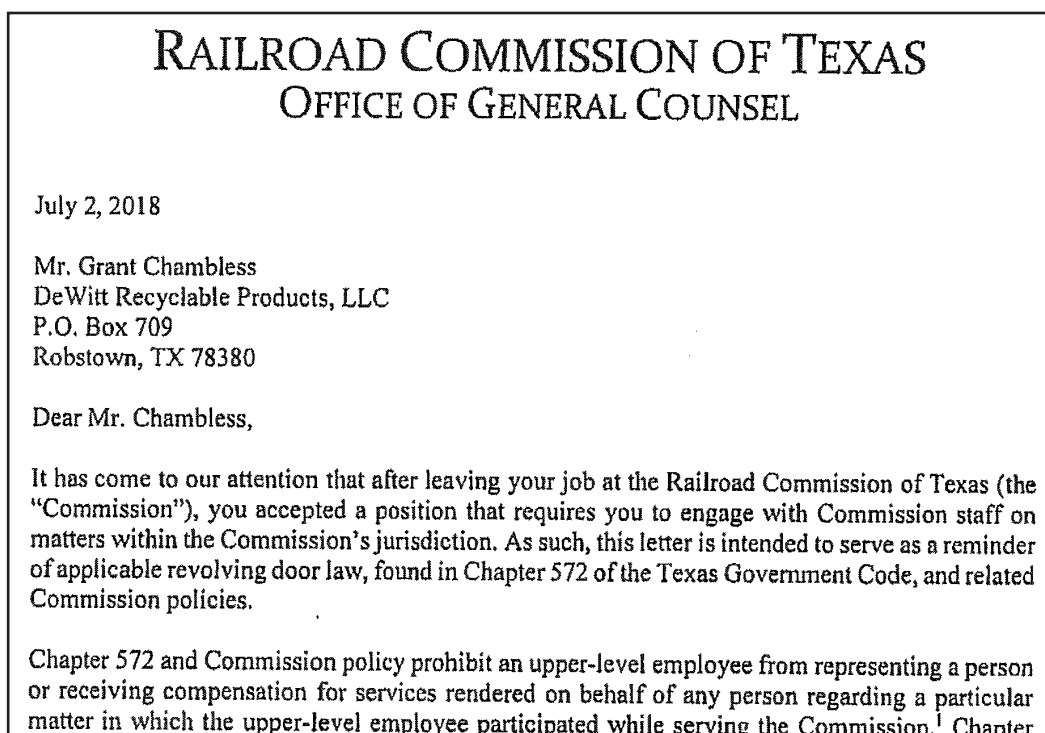 RAILROAD COMMISSION OF TEXAS
OFFICE OF GENERAL COUNSEL
July 2, 2018
Mr. Grant Chambless
DeWitt Recyclable Products, LLC
P.O. Box 709
Robstown, TX 78380
Dear Mr. Chambless,
It has come to our attention that after leaving your job at the Railroad Commission of Texas (the
“Commission”), you accepted a position that requires you to engage with Commission staff on
matters within the Commission’s jurisdiction. As such, this letter is intended to serve as a reminder
of applicable revolving door law, found in Chapter 572 of the Texas Government Code, and related
Commission policies.
Chapter 572 and Commission policy prohibit an upper-level employee from representing a person
or receiving compensation for services rendered on behalf of any person regarding a particular
matter in which the upper-level employee participated while serving the Commission.¹ Chapter